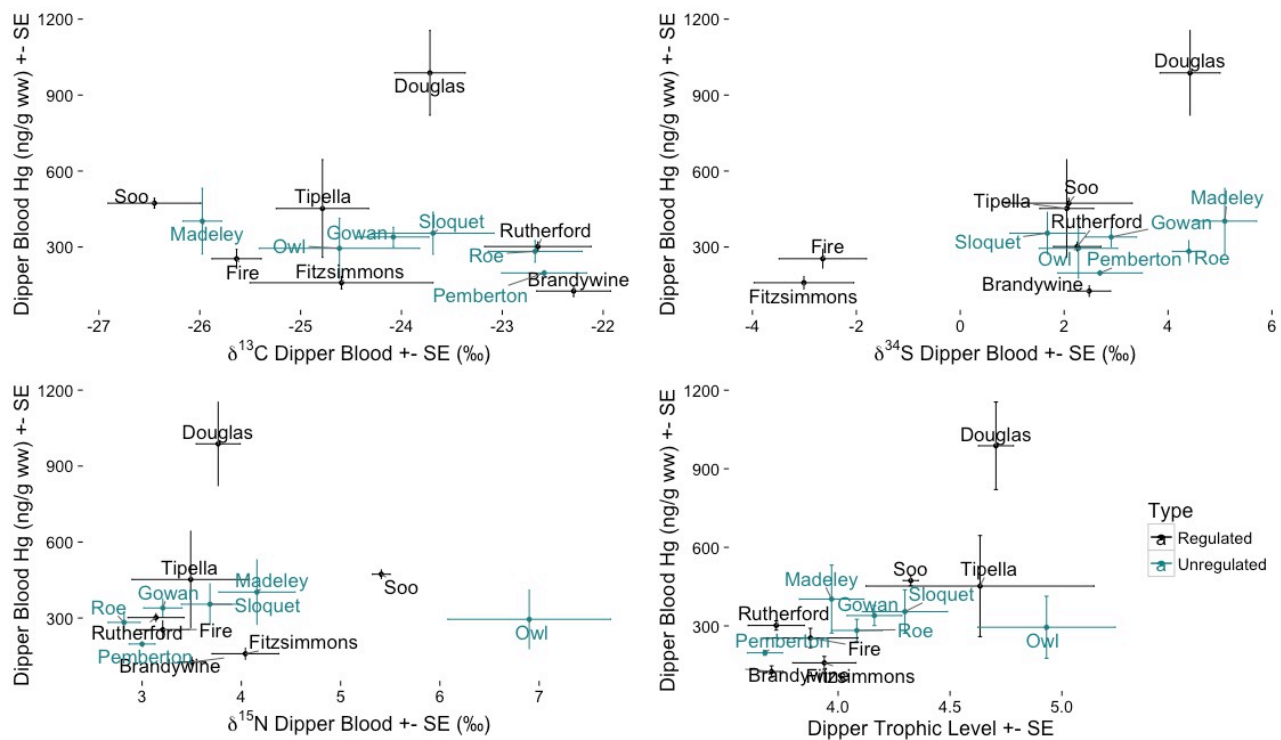 Dipper Blood Hg (ng/g ww) +- SE
1200
900
600
300
Douglas
Soo
Tipella
Madeley
Owl
Gowan
Sloquet
Rutherford
Roe
Fire
Fitzsimmons
Brandywine
Pemberton
-27 -26 -25 -24 -23 -22
δ13C Dipper Blood +- SE (‰)
Dipper Blood Hg (ng/g ww) +- SE
1200
900
600
300
Douglas
Soo
Tipella
Madeley
Rutherford
Gowan
Sloquet
Fire
Owl
Pemberton
Roe
Brandywine
Fitzsimmons
-4 -2 0 2 4 6
δ34S Dipper Blood +- SE (‰)
Dipper Blood Hg (ng/g ww) +- SE
1200
900
600
300
Douglas
Tipella
Madeley
Soo
Gowan
Roe
Sloquet
Rutherford
Fire
Owl
Fitzsimmons
Pemberton
Brandywine
3 4 5 6 7
δ15N Dipper Blood +- SE (‰)
Dipper Blood Hg (ng/g ww) +- SE
1200
900
600
300
Douglas
Soo
Tipella
Madeley
Sloquet
Gowan
Rutherford
Roe
Pemberton
Fire
Owl
Brandywine
Fitzsimmons
4.0 4.5 5.0
Dipper Trophic Level +- SE
Type
a Regulated
a Unregulated